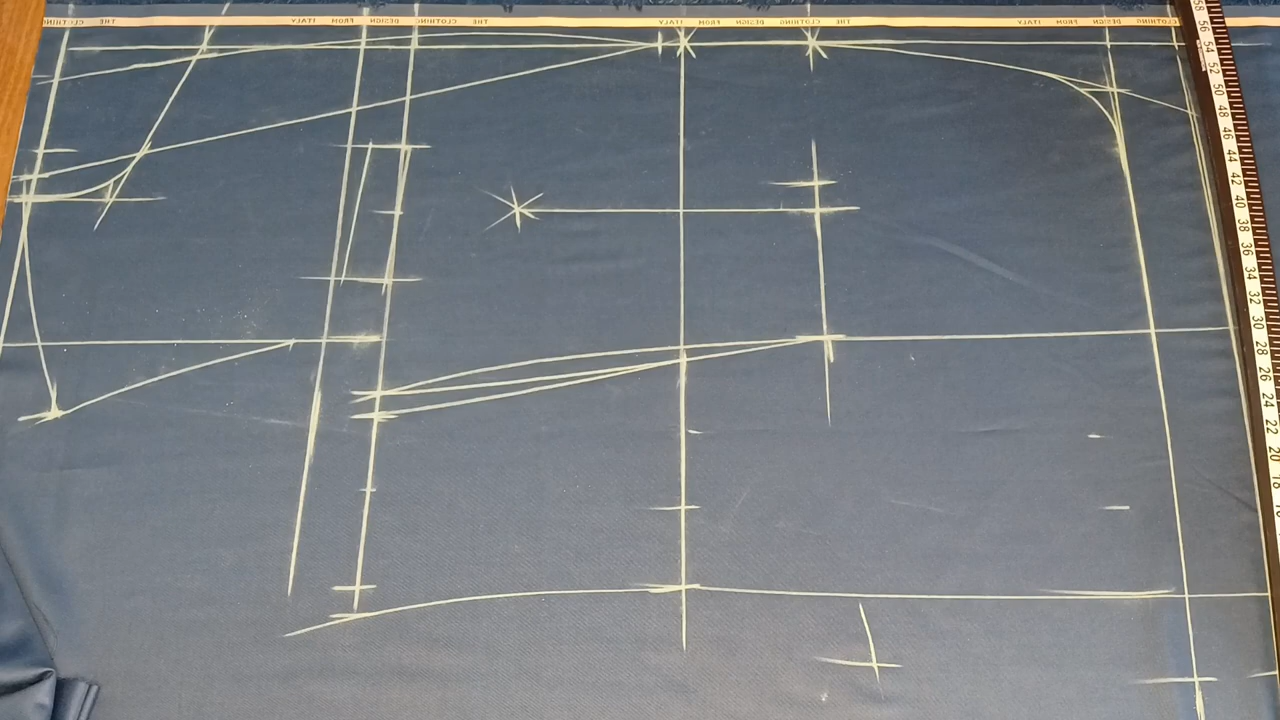 CLOTHING DESIGN FROM ITALY THE CLOTHING DESIGN FROM ITALY THE CLOTHING DESIGN FROM ITALY THE
58 56 54 52 50 48 46 44 42 40 38 36 34 32 30 28 26 24 22 20 18